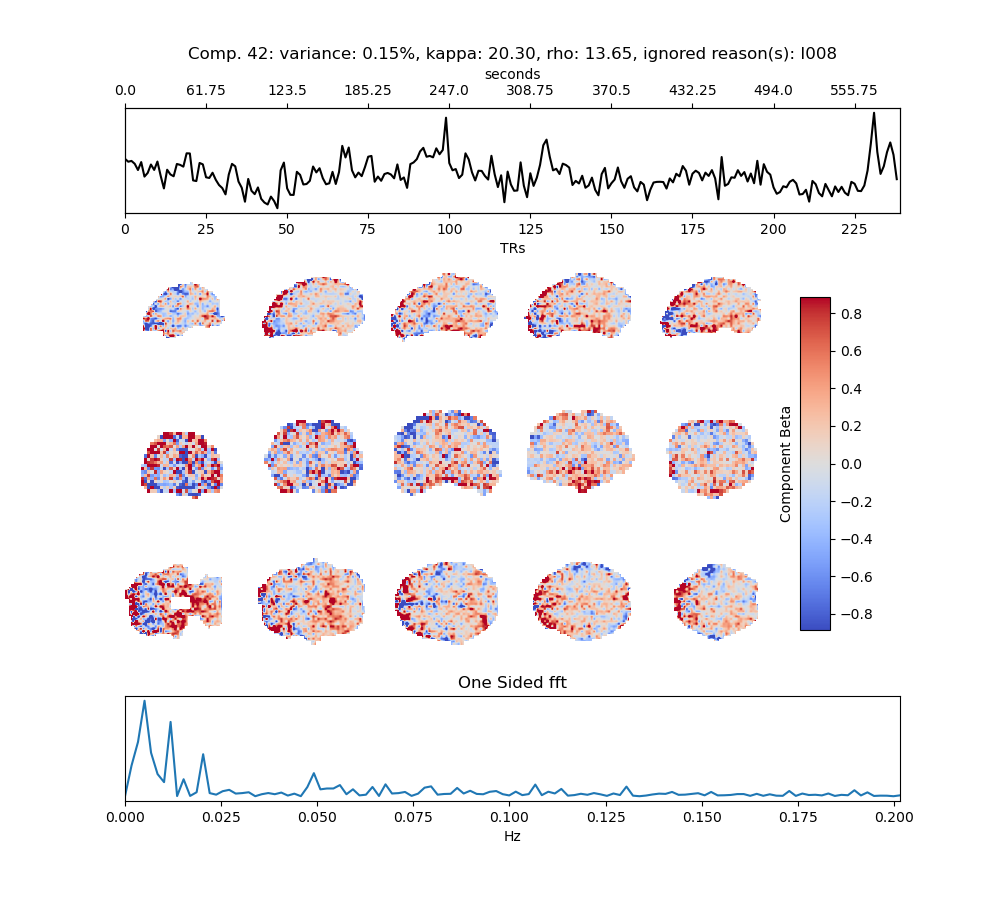 Comp. 42: variance: 0.15%, kappa: 20.30, rho: 13.65, ignored reason(s): I008
seconds
0.0 61.75 123.5 185.25 247.0 308.75 370.5 432.25 494.0 555.75
0 25 50 75 100 125 150 175 200 225
TRs
0.8
0.6
0.4
0.2
0.0
−0.2
−0.4
−0.6
−0.8
Component Beta
One Sided fft
0.000 0.025 0.050 0.075 0.100 0.125 0.150 0.175 0.200
Hz